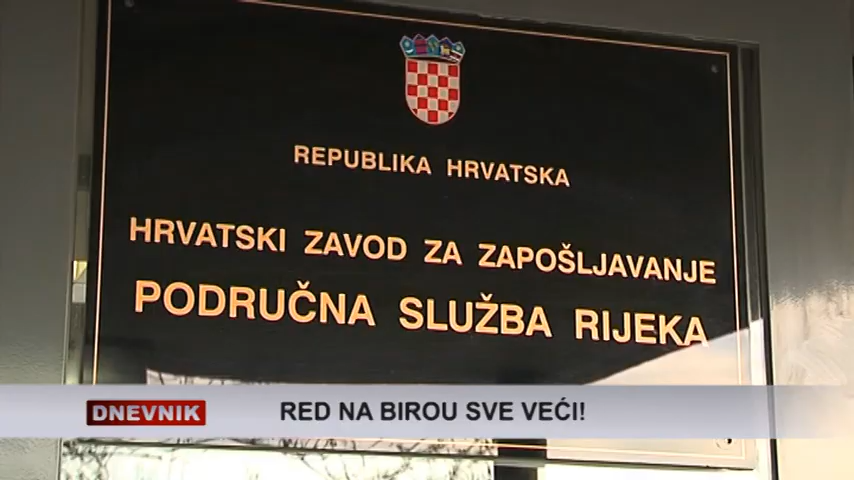 REPUBLIKA HRVATSKA
HRVATSKI ZAVOD ZA ZAPOŠLJAVANJE
PODRUČNA SLUŽBA RIJEKA
DNEVNIK RED NA BIROU SVE VEĆI!